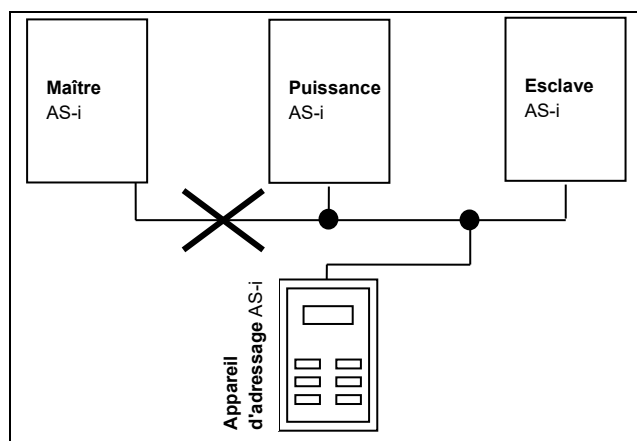 Maître
AS-i
Puissance
AS-i
Esclave
AS-i
Appareil
d'adressage AS-i